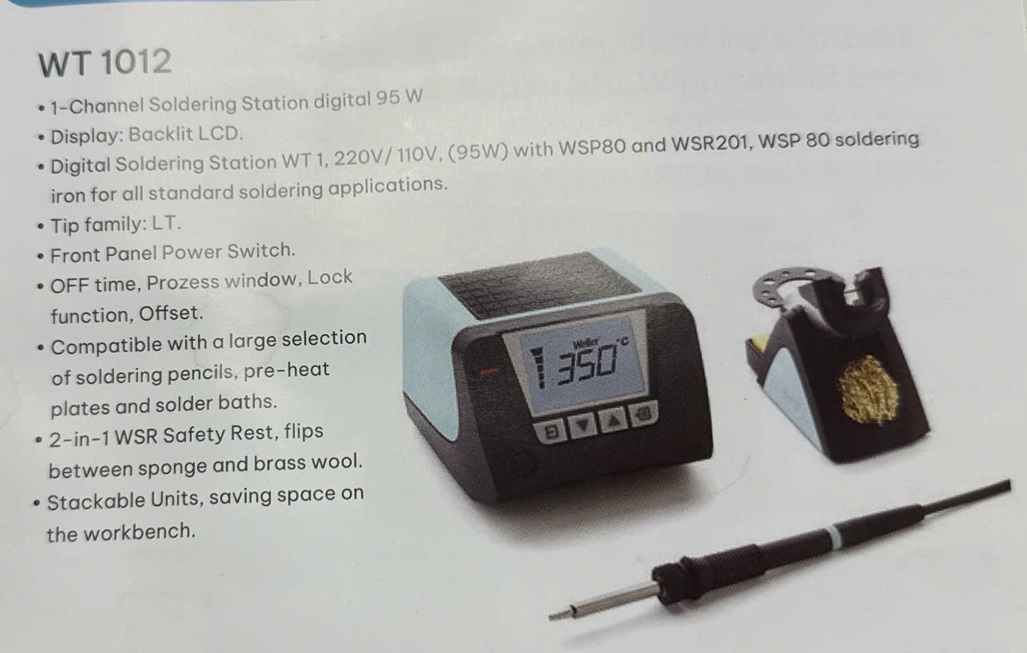 WT 1012
• 1-Channel Soldering Station digital 95 W
• Display: Backlit LCD.
• Digital Soldering Station WT 1, 220V/ 110V, (95W) with WSP80 and WSR201, WSP 80 soldering
iron for all standard soldering applications.
• Tip family: LT.
• Front Panel Power Switch.
• OFF time, Prozess window, Lock
function, Offset.
• Compatible with a large selection
of soldering pencils, pre-heat
plates and solder baths.
• 2-in-1 WSR Safety Rest, flips
between sponge and brass wool.
• Stackable Units, saving space on
the workbench.
Weller
350°C